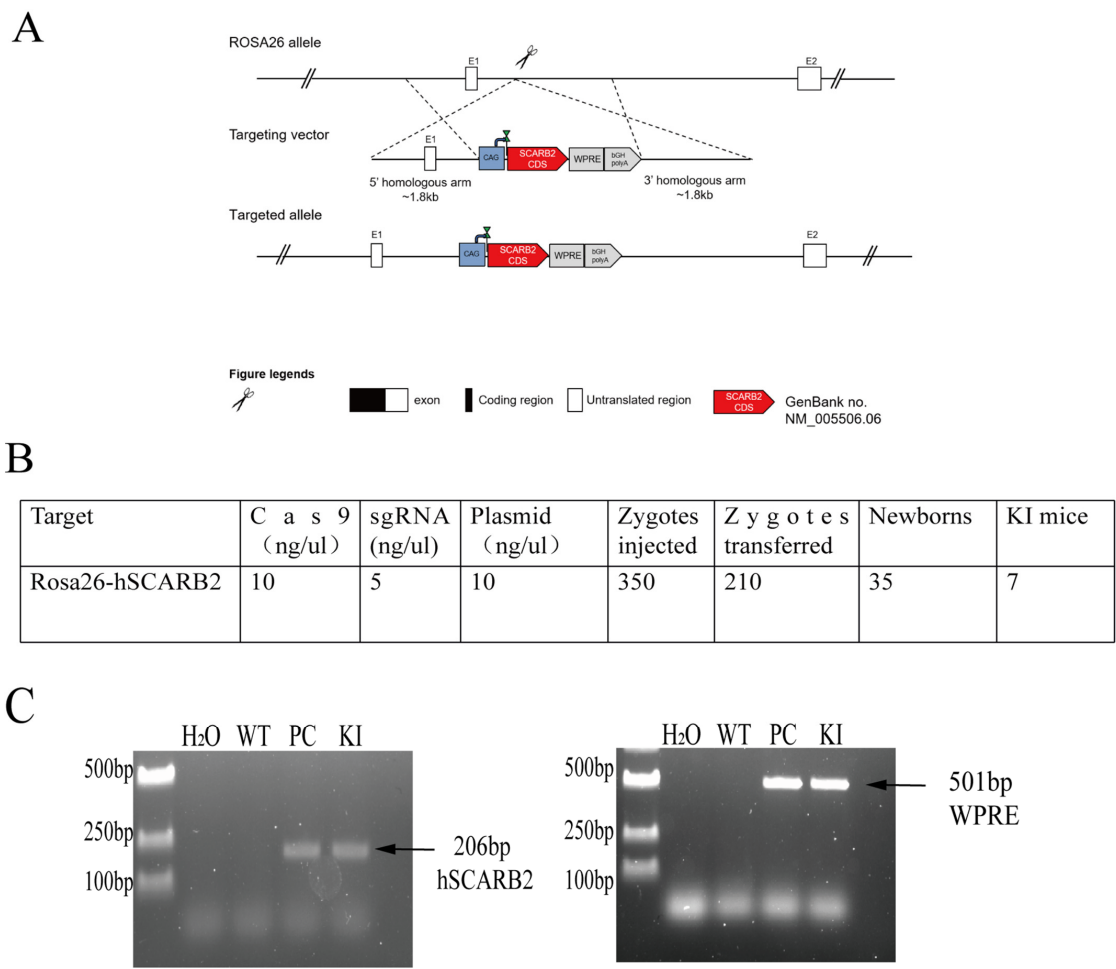 A
ROSA26 allele
E1
E2
Targeting vector
E1
CAG
SCARB2
CDS
WPRE
bGH
polyA
5' homologous arm
~1.8kb
3' homologous arm
~1.8kb
Targeted allele
E1
CAG
SCARB2
CDS
WPRE
bGH
polyA
E2
Figure legends
exon
Coding region
Untranslated region
SCARB2
CDS
GenBank no.
NM_005506.06
B
Target
Cas9
(ng/ul)
sgRNA
(ng/ul)
Plasmid
(ng/ul)
Zygotes
injected
Zygotes
transferred
Newborns
KI mice
Rosa26-hSCARB2 10 5 10 350 210 35 7
C
H2O WT PC KI
500bp
250bp
100bp
206bp
hSCARB2
H2O WT PC KI
500bp
250bp
100bp
501bp
WPRE